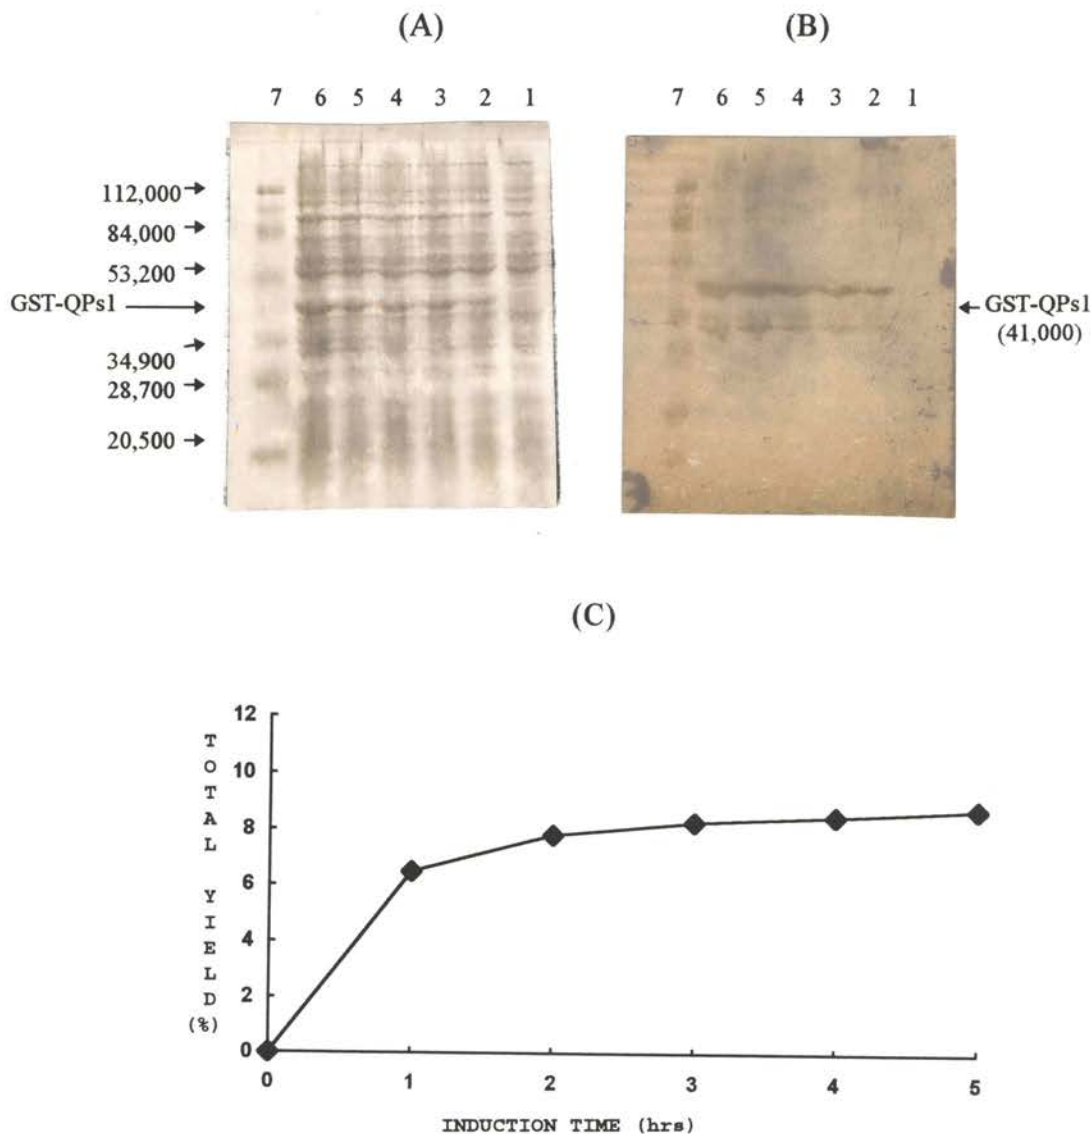 (A)
7 6 5 4 3 2 1
112,000
84,000
53,200
GST-QPs1
34,900
28,700
20,500
(B)
7 6 5 4 3 2 1
GST-QPs1
(41,000)
(C)
TOTAL YIELD (%)
12
10
8
6
4
2
0
0 1 2 3 4 5
INDUCTION TIME (hrs)